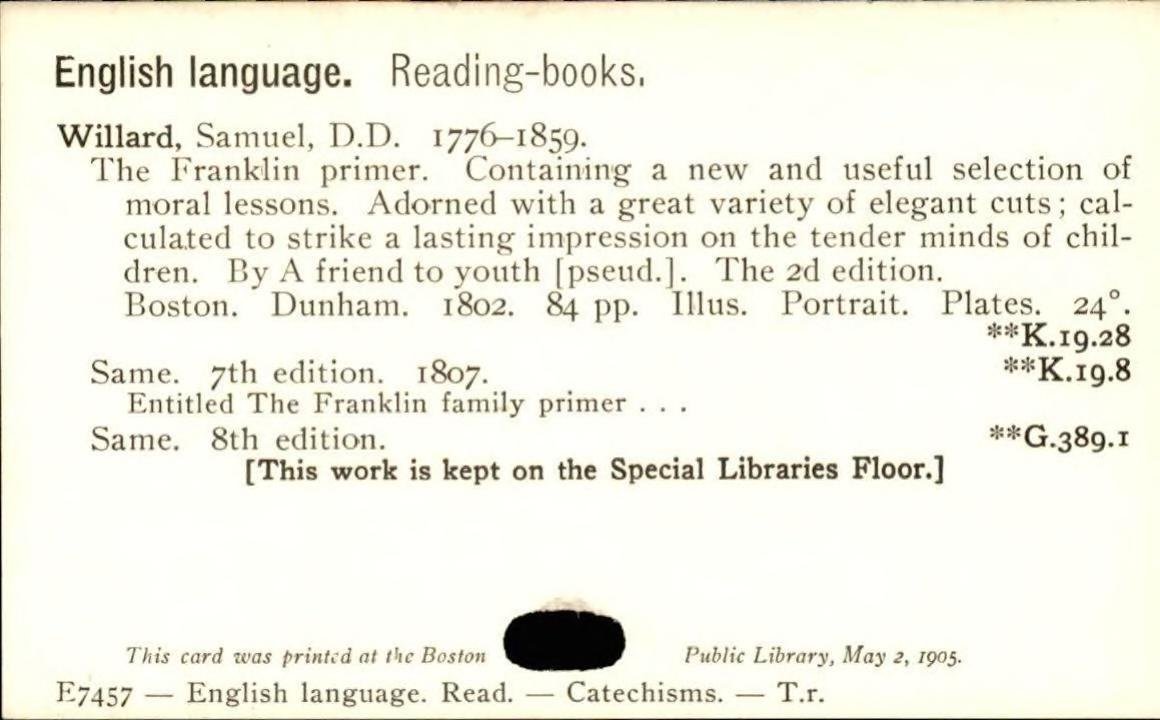 English language. Reading-books.
Willard, Samuel, D.D. 1776–1859.
The Franklin primer. Containing a new and useful selection of
moral lessons. Adorned with a great variety of elegant cuts; cal-
culated to strike a lasting impression on the tender minds of chil-
dren. By A friend to youth [pseud.]. The 2d edition.
Boston. Dunham. 1802. 84 pp. Illus. Portrait. Plates. 24°.
**K.19.28
Same. 7th edition. 1807. **K.19.8
Entitled The Franklin family primer . . .
Same. 8th edition. **G.389.1
[This work is kept on the Special Libraries Floor.]
This card was printed at the Boston Public Library, May 2, 1905.
E7457 — English language. Read. — Catechisms. — T.r.